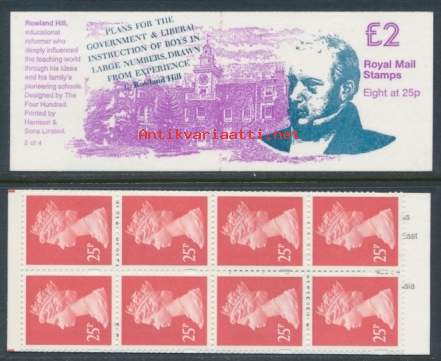 Rowland Hill,
educational
reformer who
deeply influenced
the teaching world
through his ideas
and his family's
pioneering schools.
Designed by The
Four Hundred.
Printed by
Harrison &
Sons Limited.
2 of 4
PLANS FOR THE
GOVERNMENT & LIBERAL
INSTRUCTION OF BOYS IN
LARGE NUMBERS, DRAWN
FROM EXPERIENCE
Rowland Hill
£2
Royal Mail
Stamps
Eight at 25p
Antikvariaatti.net
25P
25P
25P
25P
25P
25P
25P
25P